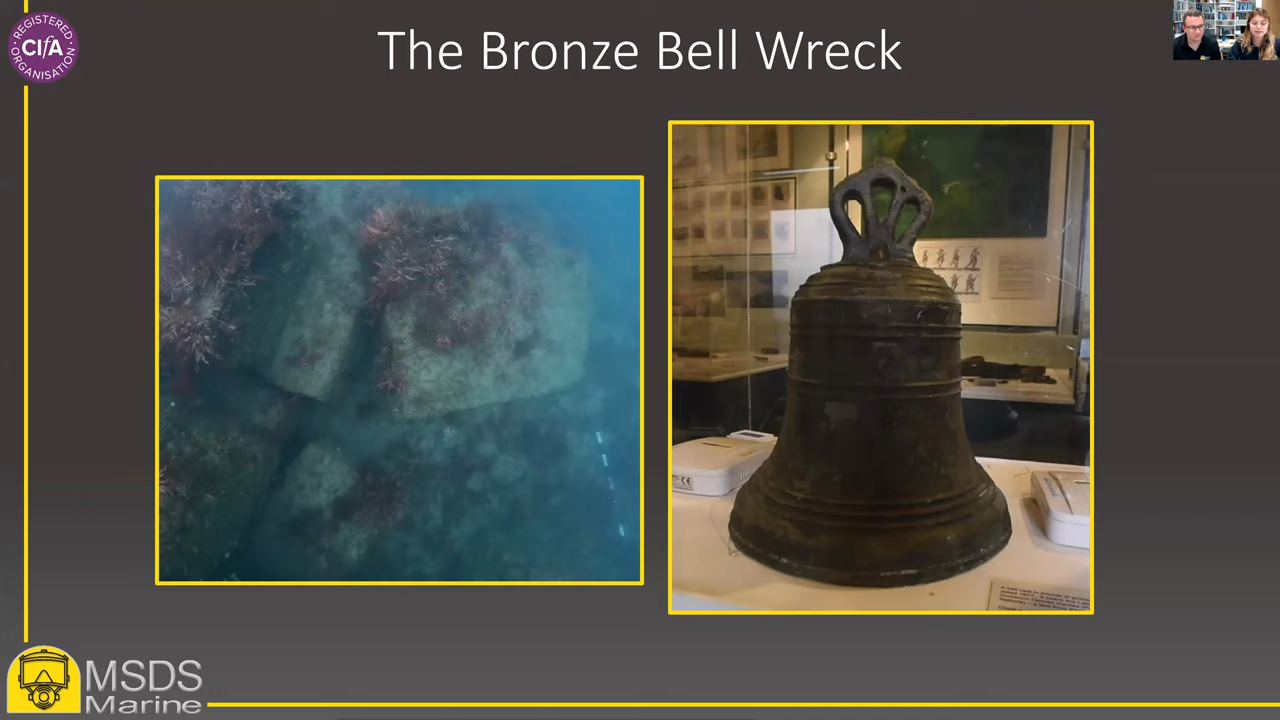 The Bronze Bell Wreck
REGISTERED
CIfA
ORGANISATION
MSDS
Marine